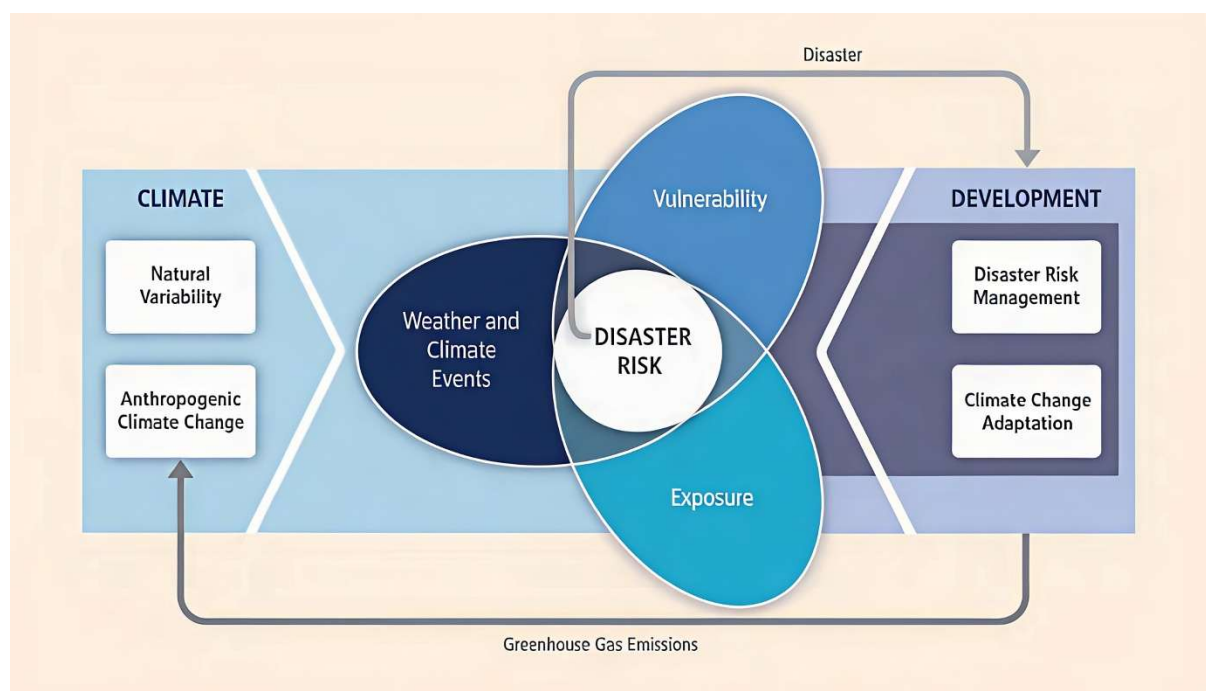 Disaster
CLIMATE
Natural
Variability
Anthropogenic
Climate Change
Weather and
Climate
Events
Vulnerability
DISASTER
RISK
Exposure
DEVELOPMENT
Disaster Risk
Management
Climate Change
Adaptation
Greenhouse Gas Emissions